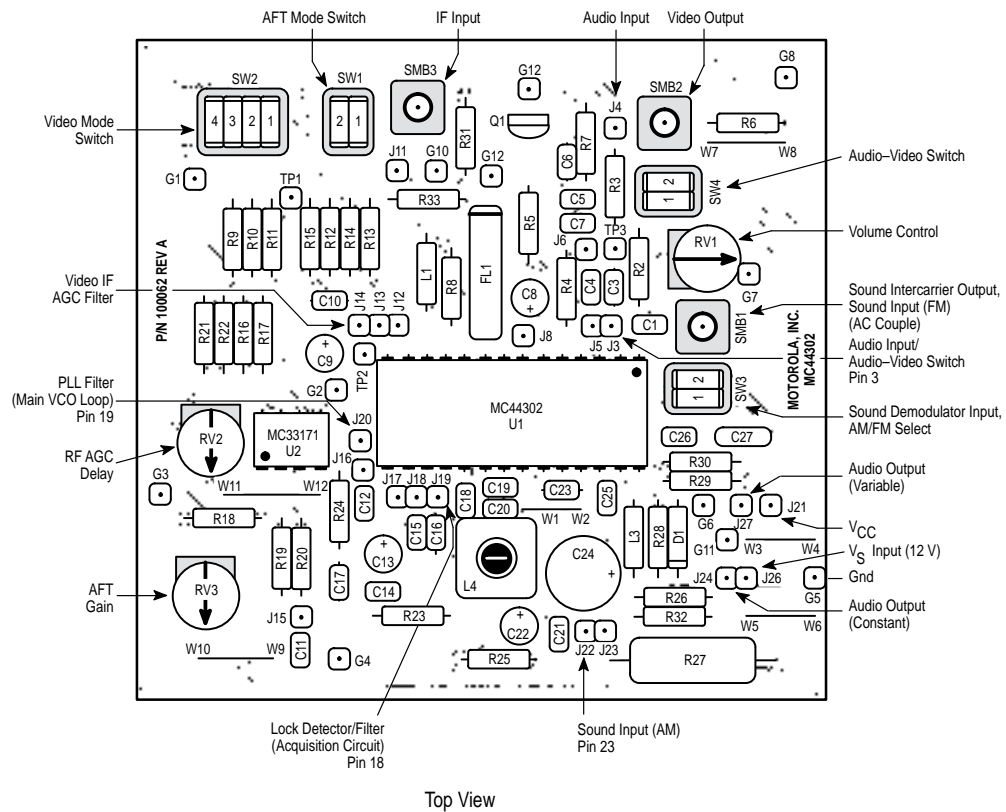 AFT Mode Switch
IF Input
Audio Input
Video Output
Video Mode
Switch
SW2
4 3 2 1
SW1
2 1
SMB3
G12
Q1
J4
SMB2
G8
R6
W7
W8
Audio–Video Switch
G1
TP1
J11
G10
R31
G12
C6
R7
R3
SW4
2
1
R33
C5
C7
R5
J6
TP3
RV1
Volume Control
R9
R10
R11
R15
R12
R14
R13
L1
R8
FL1
C8
R4
C4
C3
R2
G7
P/N 100062 REV A
Video IF
AGC Filter
C10
J14
J13
J12
J8
J5
J3
C1
SMB1
Sound Intercarrier Output,
Sound Input (FM)
(AC Couple)
R21
R22
R16
R17
C9
TP2
G2
MOTOROLA, INC.
MC44302
Audio Input/
Audio–Video Switch
Pin 3
PLL Filter
(Main VCO Loop)
Pin 19
MC44302
U1
SW3
2
1
Sound Demodulator Input,
AM/FM Select
RV2
MC33171
U2
J20
J16
C26
C27
RF AGC
Delay
R30
R29
Audio Output
(Variable)
G3
W11
W12
R18
R24
C12
J17
J18
J19
C18
C19
C20
C23
C25
W1
W2
G6
J27
J21
VCC
C15
C16
L3
R28
D1
G11
W3
W4
VS Input (12 V)
R19
R20
C13
L4
C24
J24
J26
Gnd
G5
RV3
AFT
Gain
C17
C14
R26
R32
Audio Output
(Constant)
J15
R23
C22
C21
W5
W6
W10
W9
C11
G4
R25
J22
J23
R27
Lock Detector/Filter
(Acquisition Circuit)
Pin 18
Sound Input (AM)
Pin 23
Top View